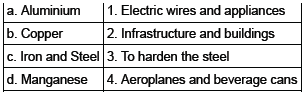 a. Aluminium 1. Electric wires and appliances
b. Copper 2. Infrastructure and buildings
c. Iron and Steel 3. To harden the steel
d. Manganese 4. Aeroplanes and beverage cans